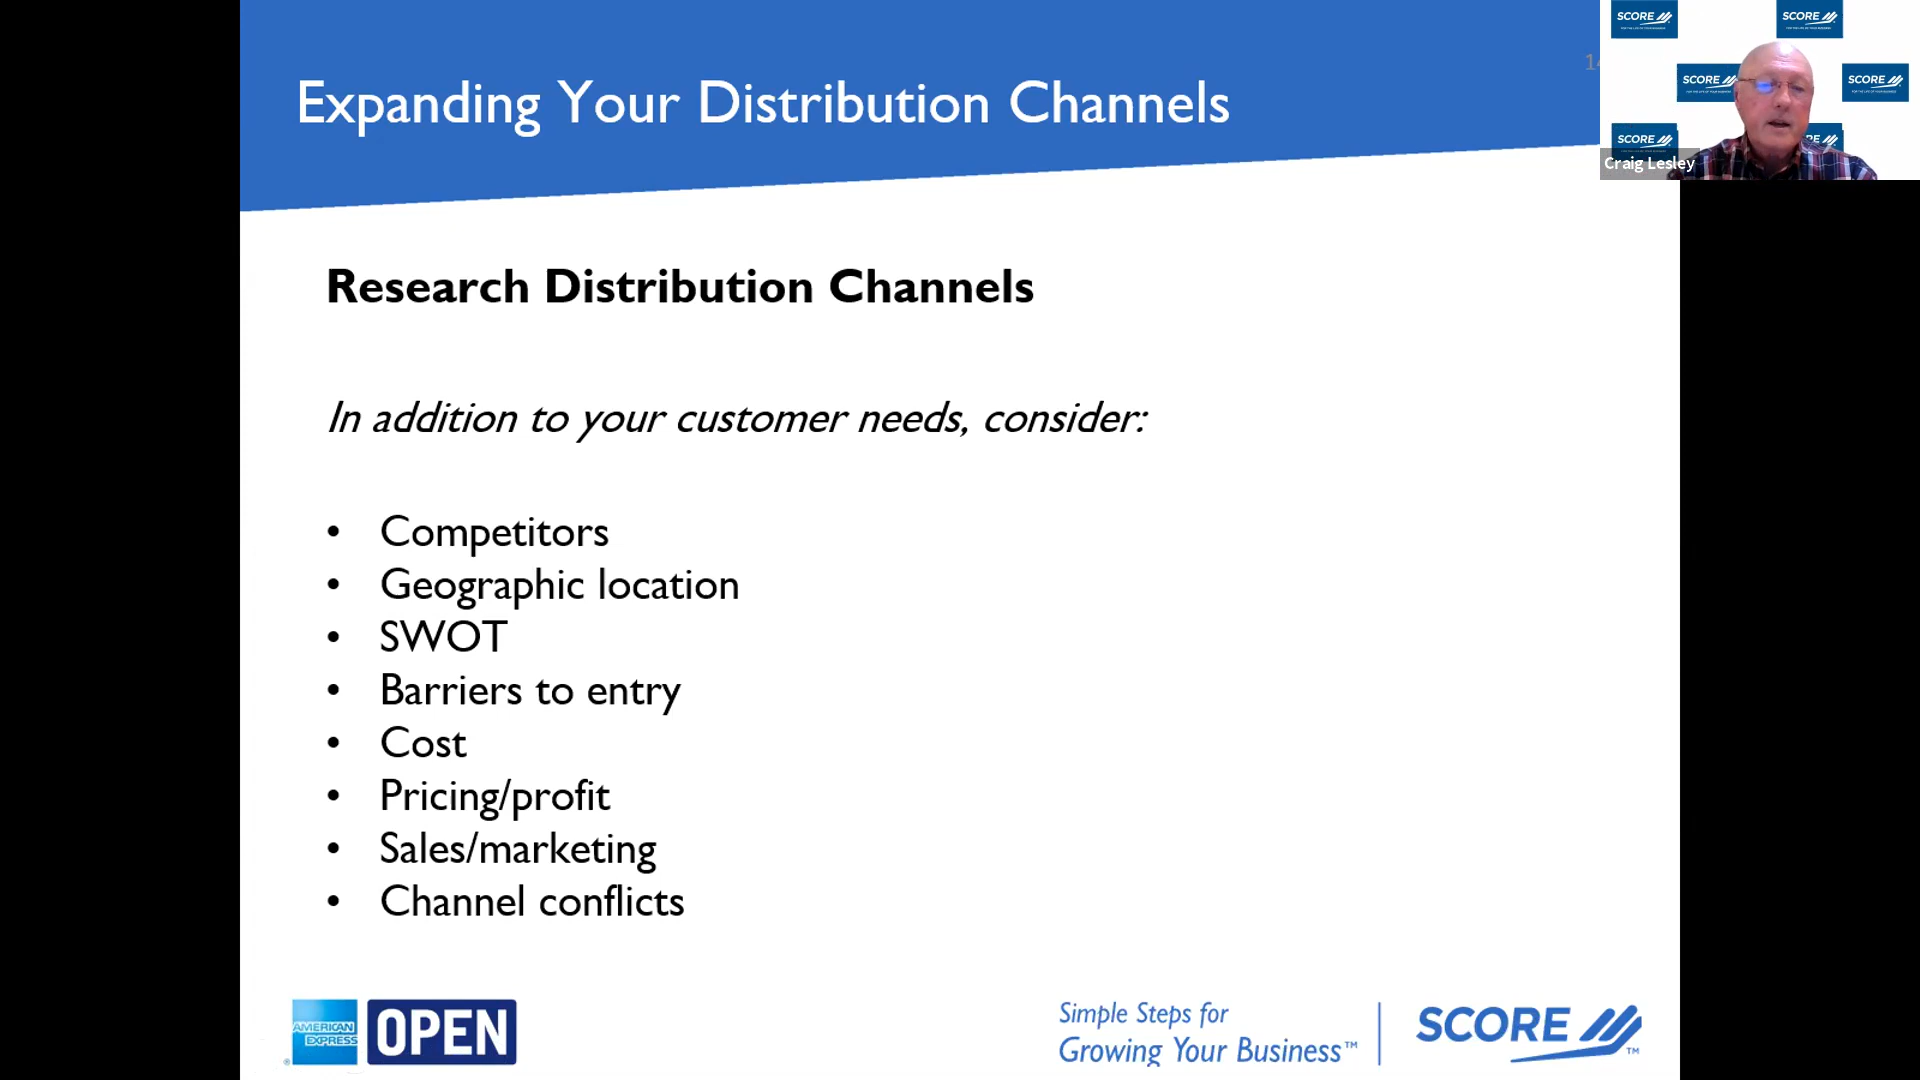 Expanding Your Distribution Channels
SCORE
SCORE
SCORE
SCORE
SCORE
Craig Lesley
Research Distribution Channels
In addition to your customer needs, consider:
• Competitors
• Geographic location
• SWOT
• Barriers to entry
• Cost
• Pricing/profit
• Sales/marketing
• Channel conflicts
AMERICAN
EXPRESS
OPEN
Simple Steps for
Growing Your Business™
SCORE™